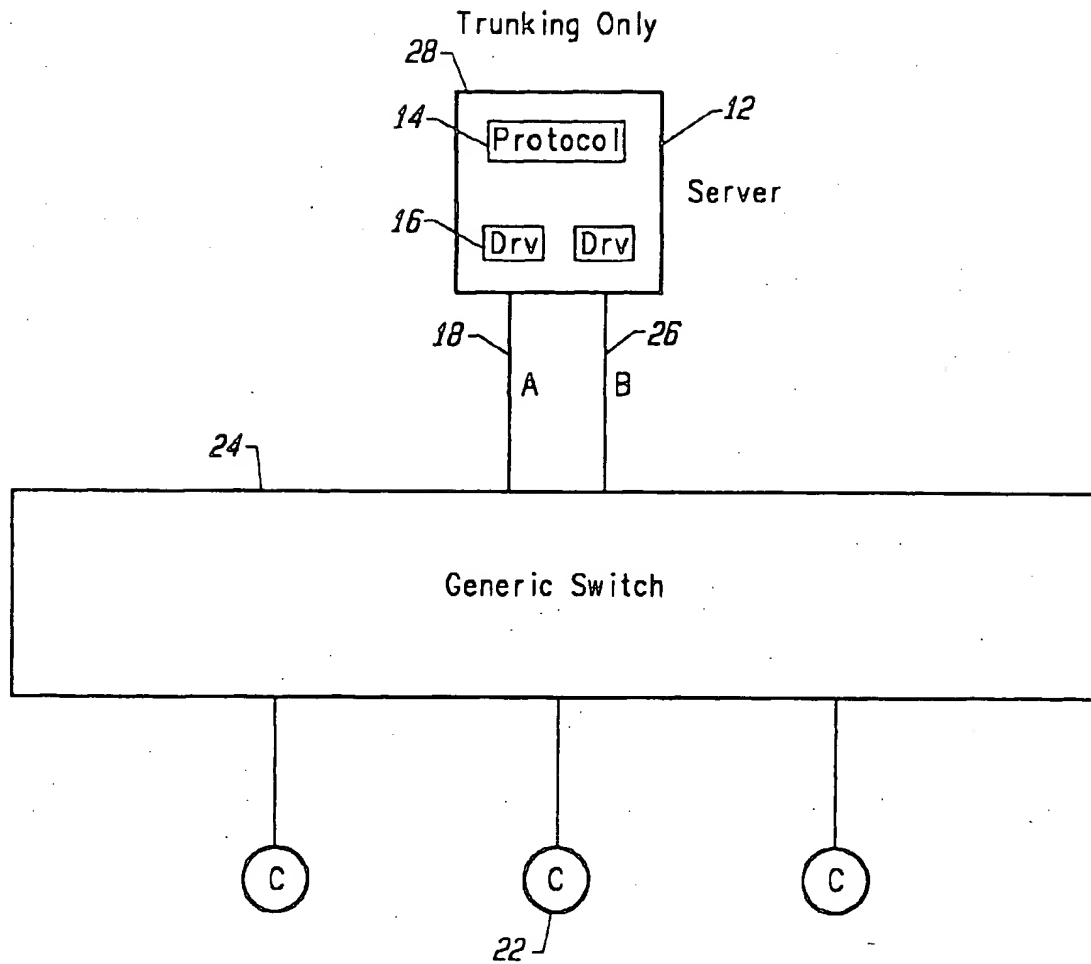 Trunking Only
28
14
12
Protocol
Server
16
Drv Drv
18
26
A B
24
Generic Switch
C C C
22